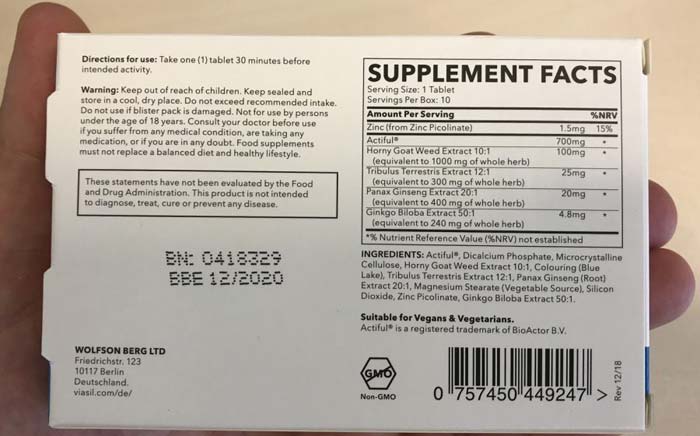 Directions for use: Take one (1) tablet 30 minutes before
intended activity.
Warning: Keep out of reach of children. Keep sealed and
store in a cool, dry place. Do not exceed recommended intake.
Do not use if blister pack is damaged. Not for use by persons
under the age of 18 years. Consult your doctor before use
if you suffer from any medical condition, are taking any
medication, or if you are in any doubt. Food supplements
must not replace a balanced diet and healthy lifestyle.
These statements have not been evaluated by the Food
and Drug Administration. This product is not intended
to diagnose, treat, cure or prevent any disease.
BN: 0418329
BBE 12/2020
WOLFSON BERG LTD
Friedrichstr. 123
10117 Berlin
Deutschland.
viasil.com/de/
SUPPLEMENT FACTS
Serving Size: 1 Tablet
Servings Per Box: 10
Amount Per Serving %NRV
Zinc (from Zinc Picolinate) 1.5mg 15%
Actiful® 700mg *
Horny Goat Weed Extract 10:1 100mg *
(equivalent to 1000 mg of whole herb)
Tribulus Terrestris Extract 12:1 25mg *
(equivalent to 300 mg of whole herb)
Panax Ginseng Extract 20:1 20mg *
(equivalent to 400 mg of whole herb)
Ginkgo Biloba Extract 50:1 4.8mg *
(equivalent to 240 mg of whole herb)
*% Nutrient Reference Value (%NRV) not established
INGREDIENTS: Actiful®, Dicalcium Phosphate, Microcrystalline
Cellulose, Horny Goat Weed Extract 10:1, Colouring (Blue
Lake), Tribulus Terrestris Extract 12:1, Panax Ginseng (Root)
Extract 20:1, Magnesium Stearate (Vegetable Source), Silicon
Dioxide, Zinc Picolinate, Ginkgo Biloba Extract 50:1.
Suitable for Vegans & Vegetarians.
Actiful® is a registered trademark of BioActor B.V.
GMO
Non-GMO
0 757450 449247 >
Rev 12/18